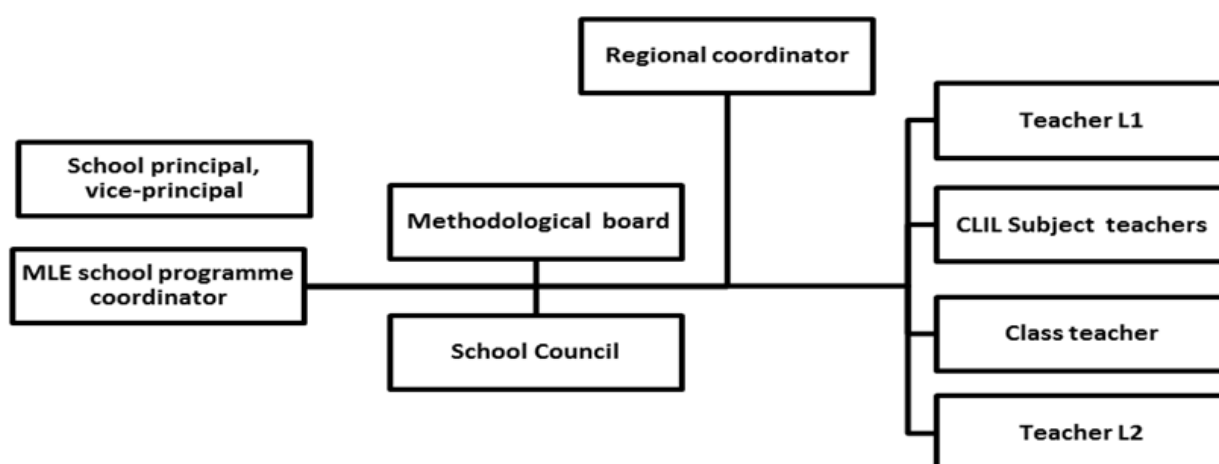 Regional coordinator
Teacher L1
School principal,
vice-principal
Methodological board
CLIL Subject teachers
MLE school programme
coordinator
School Council
Class teacher
Teacher L2